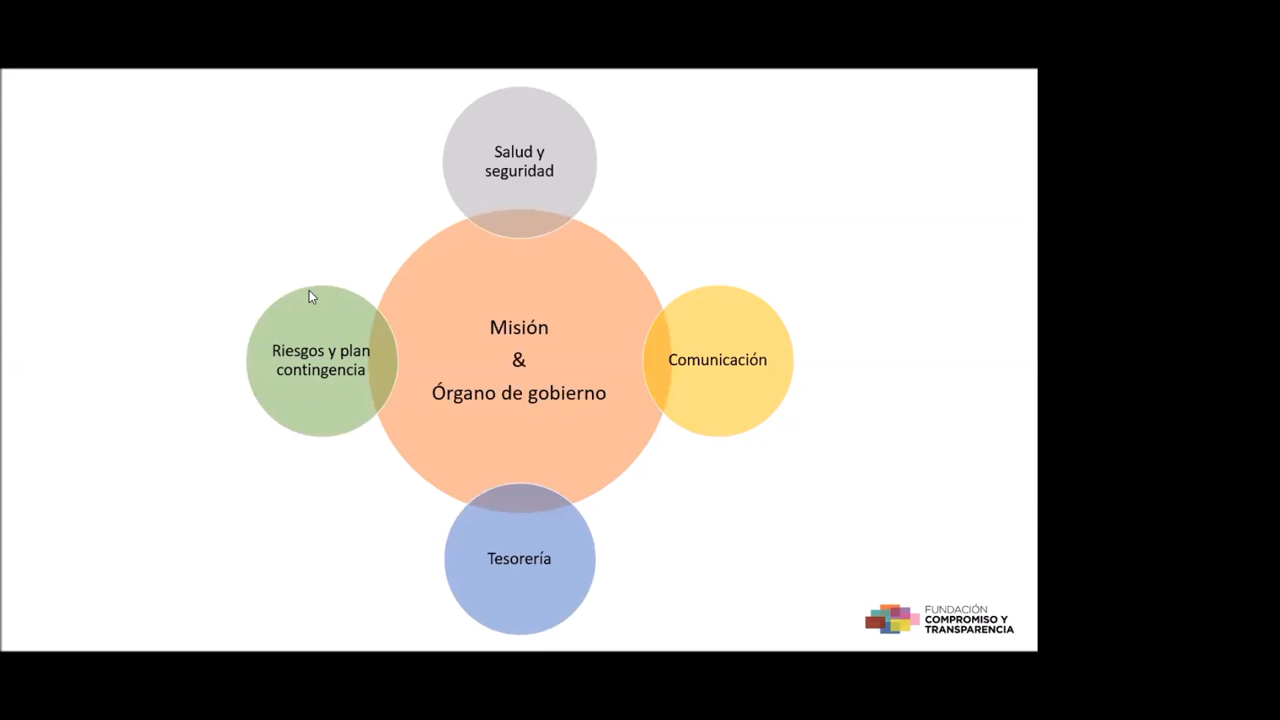 Salud y
seguridad
Riesgos y plan
contingencia
Misión
&
Órgano de gobierno
Comunicación
Tesorería
FUNDACIÓN
COMPROMISO Y
TRANSPARENCIA